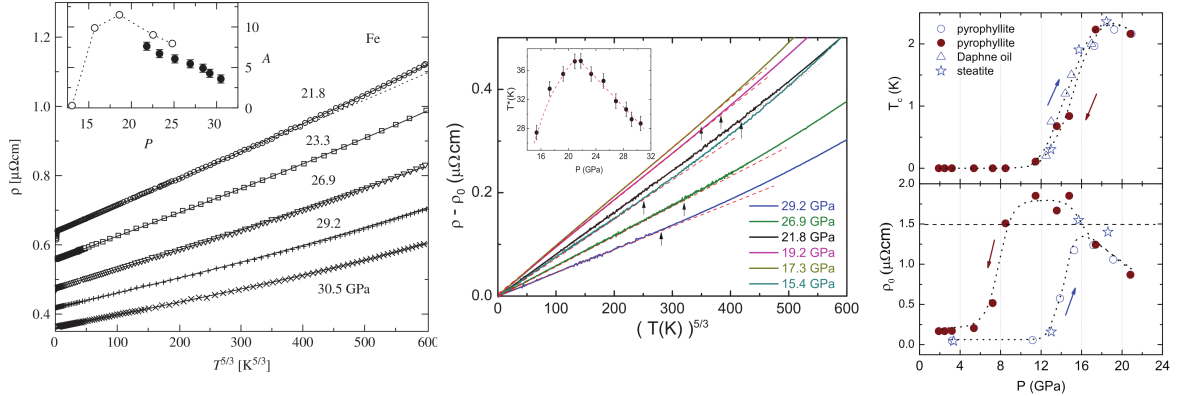 Fe
1.2
1.0
0.8
0.6
0.4
ρ [μΩcm]
0 100 200 300 400 500 600
T^5/3 [K^5/3]
21.8
23.3
26.9
29.2
30.5 GPa
10
5
0
A
15 20 25 30
P
0.4
0.2
0.0
ρ - ρ0 (μΩcm)
0 100 200 300 400 500 600
( T(K) )^5/3
36
32
28
T*(K)
16 20 24 28 32
P (GPa)
29.2 GPa
26.9 GPa
21.8 GPa
19.2 GPa
17.3 GPa
15.4 GPa
pyrophyllite
pyrophyllite
Daphne oil
steatite
2
1
0
Tc (K)
2.0
1.5
1.0
0.5
0.0
ρ0 (μΩcm)
0 4 8 12 16 20 24
P (GPa)